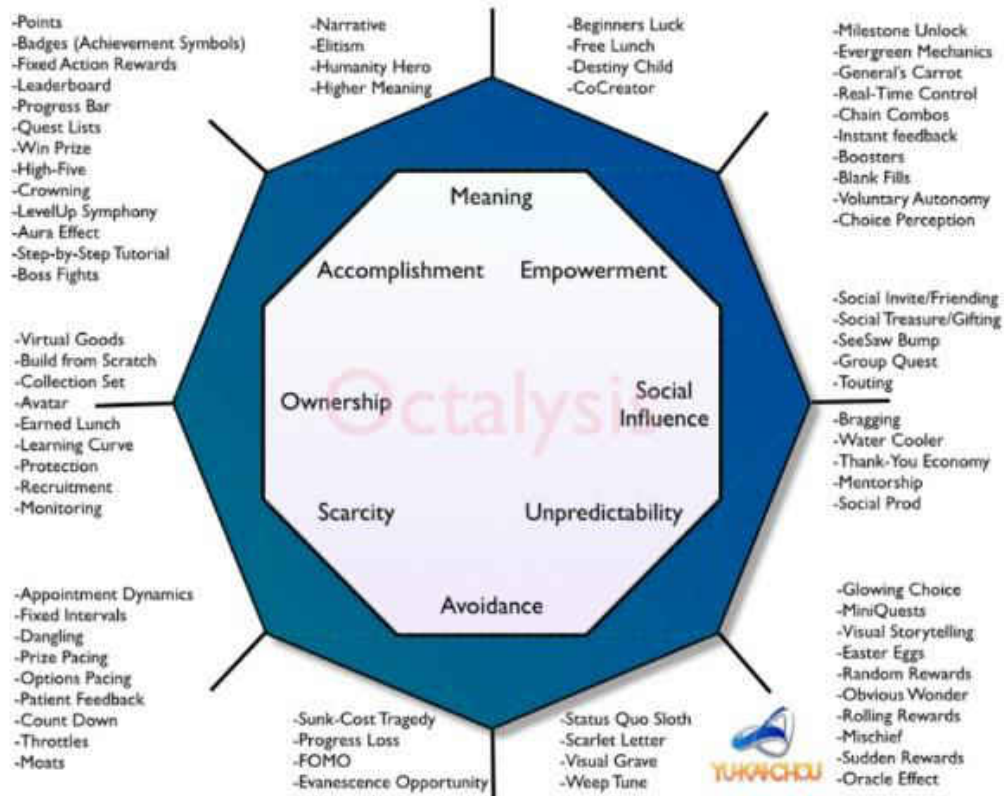 -Points
-Badges (Achievement Symbols)
-Fixed Action Rewards
-Leaderboard
-Progress Bar
-Quest Lists
-Win Prize
-High-Five
-Crowning
-LevelUp Symphony
-Aura Effect
-Step-by-Step Tutorial
-Boss Fights
-Narrative
-Elitism
-Humanity Hero
-Higher Meaning
-Beginners Luck
-Free Lunch
-Destiny Child
-CoCreator
-Milestone Unlock
-Evergreen Mechanics
-General's Carrot
-Real-Time Control
-Chain Combos
-Instant feedback
-Boosters
-Blank Fills
-Voluntary Autonomy
-Choice Perception
Meaning
Accomplishment
Empowerment
Ownership
Octalysis
Social
Influence
Scarcity
Unpredictability
Avoidance
-Virtual Goods
-Build from Scratch
-Collection Set
-Avatar
-Earned Lunch
-Learning Curve
-Protection
-Recruitment
-Monitoring
-Social Invite/Friending
-Social Treasure/Gifting
-SeeSaw Bump
-Group Quest
-Touting
-Bragging
-Water Cooler
-Thank-You Economy
-Mentorship
-Social Prod
-Appointment Dynamics
-Fixed Intervals
-Dangling
-Prize Pacing
-Options Pacing
-Patient Feedback
-Count Down
-Throttles
-Moats
-Sunk-Cost Tragedy
-Progress Loss
-FOMO
-Evanescence Opportunity
-Status Quo Sloth
-Scarlet Letter
-Visual Grave
-Weep Tune
YU-KAI CHOU
-Glowing Choice
-MiniQuests
-Visual Storytelling
-Easter Eggs
-Random Rewards
-Obvious Wonder
-Rolling Rewards
-Mischief
-Sudden Rewards
-Oracle Effect